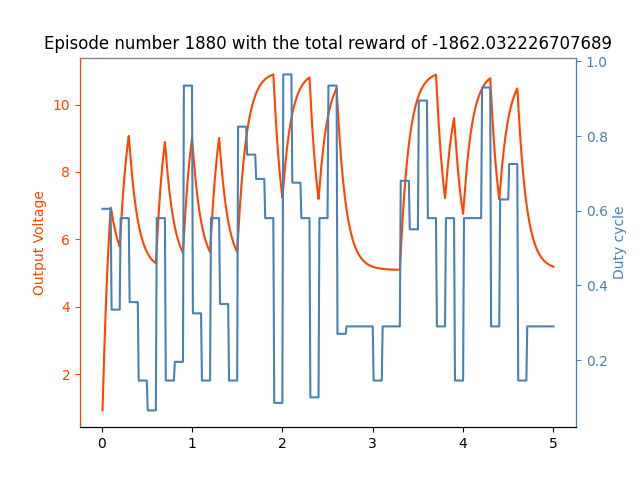 Episode number 1880 with the total reward of -1862.032226707689
10
8
6
4
2
Output Voltage
1.0
0.8
0.6
0.4
0.2
Duty cycle
0 1 2 3 4 5